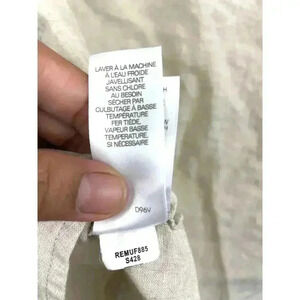 LAVER À LA MACHINE
À L'EAU FROIDE
JAVELLISANT
SANS CHLORE
AU BESOIN
SÉCHER PAR
CULBUTAGE À BASSE
TEMPÉRATURE
FER TIÈDE,
VAPEUR BASSE
TEMPÉRATURE,
SI NÉCESSAIRE
D96V
REMUF885
S428